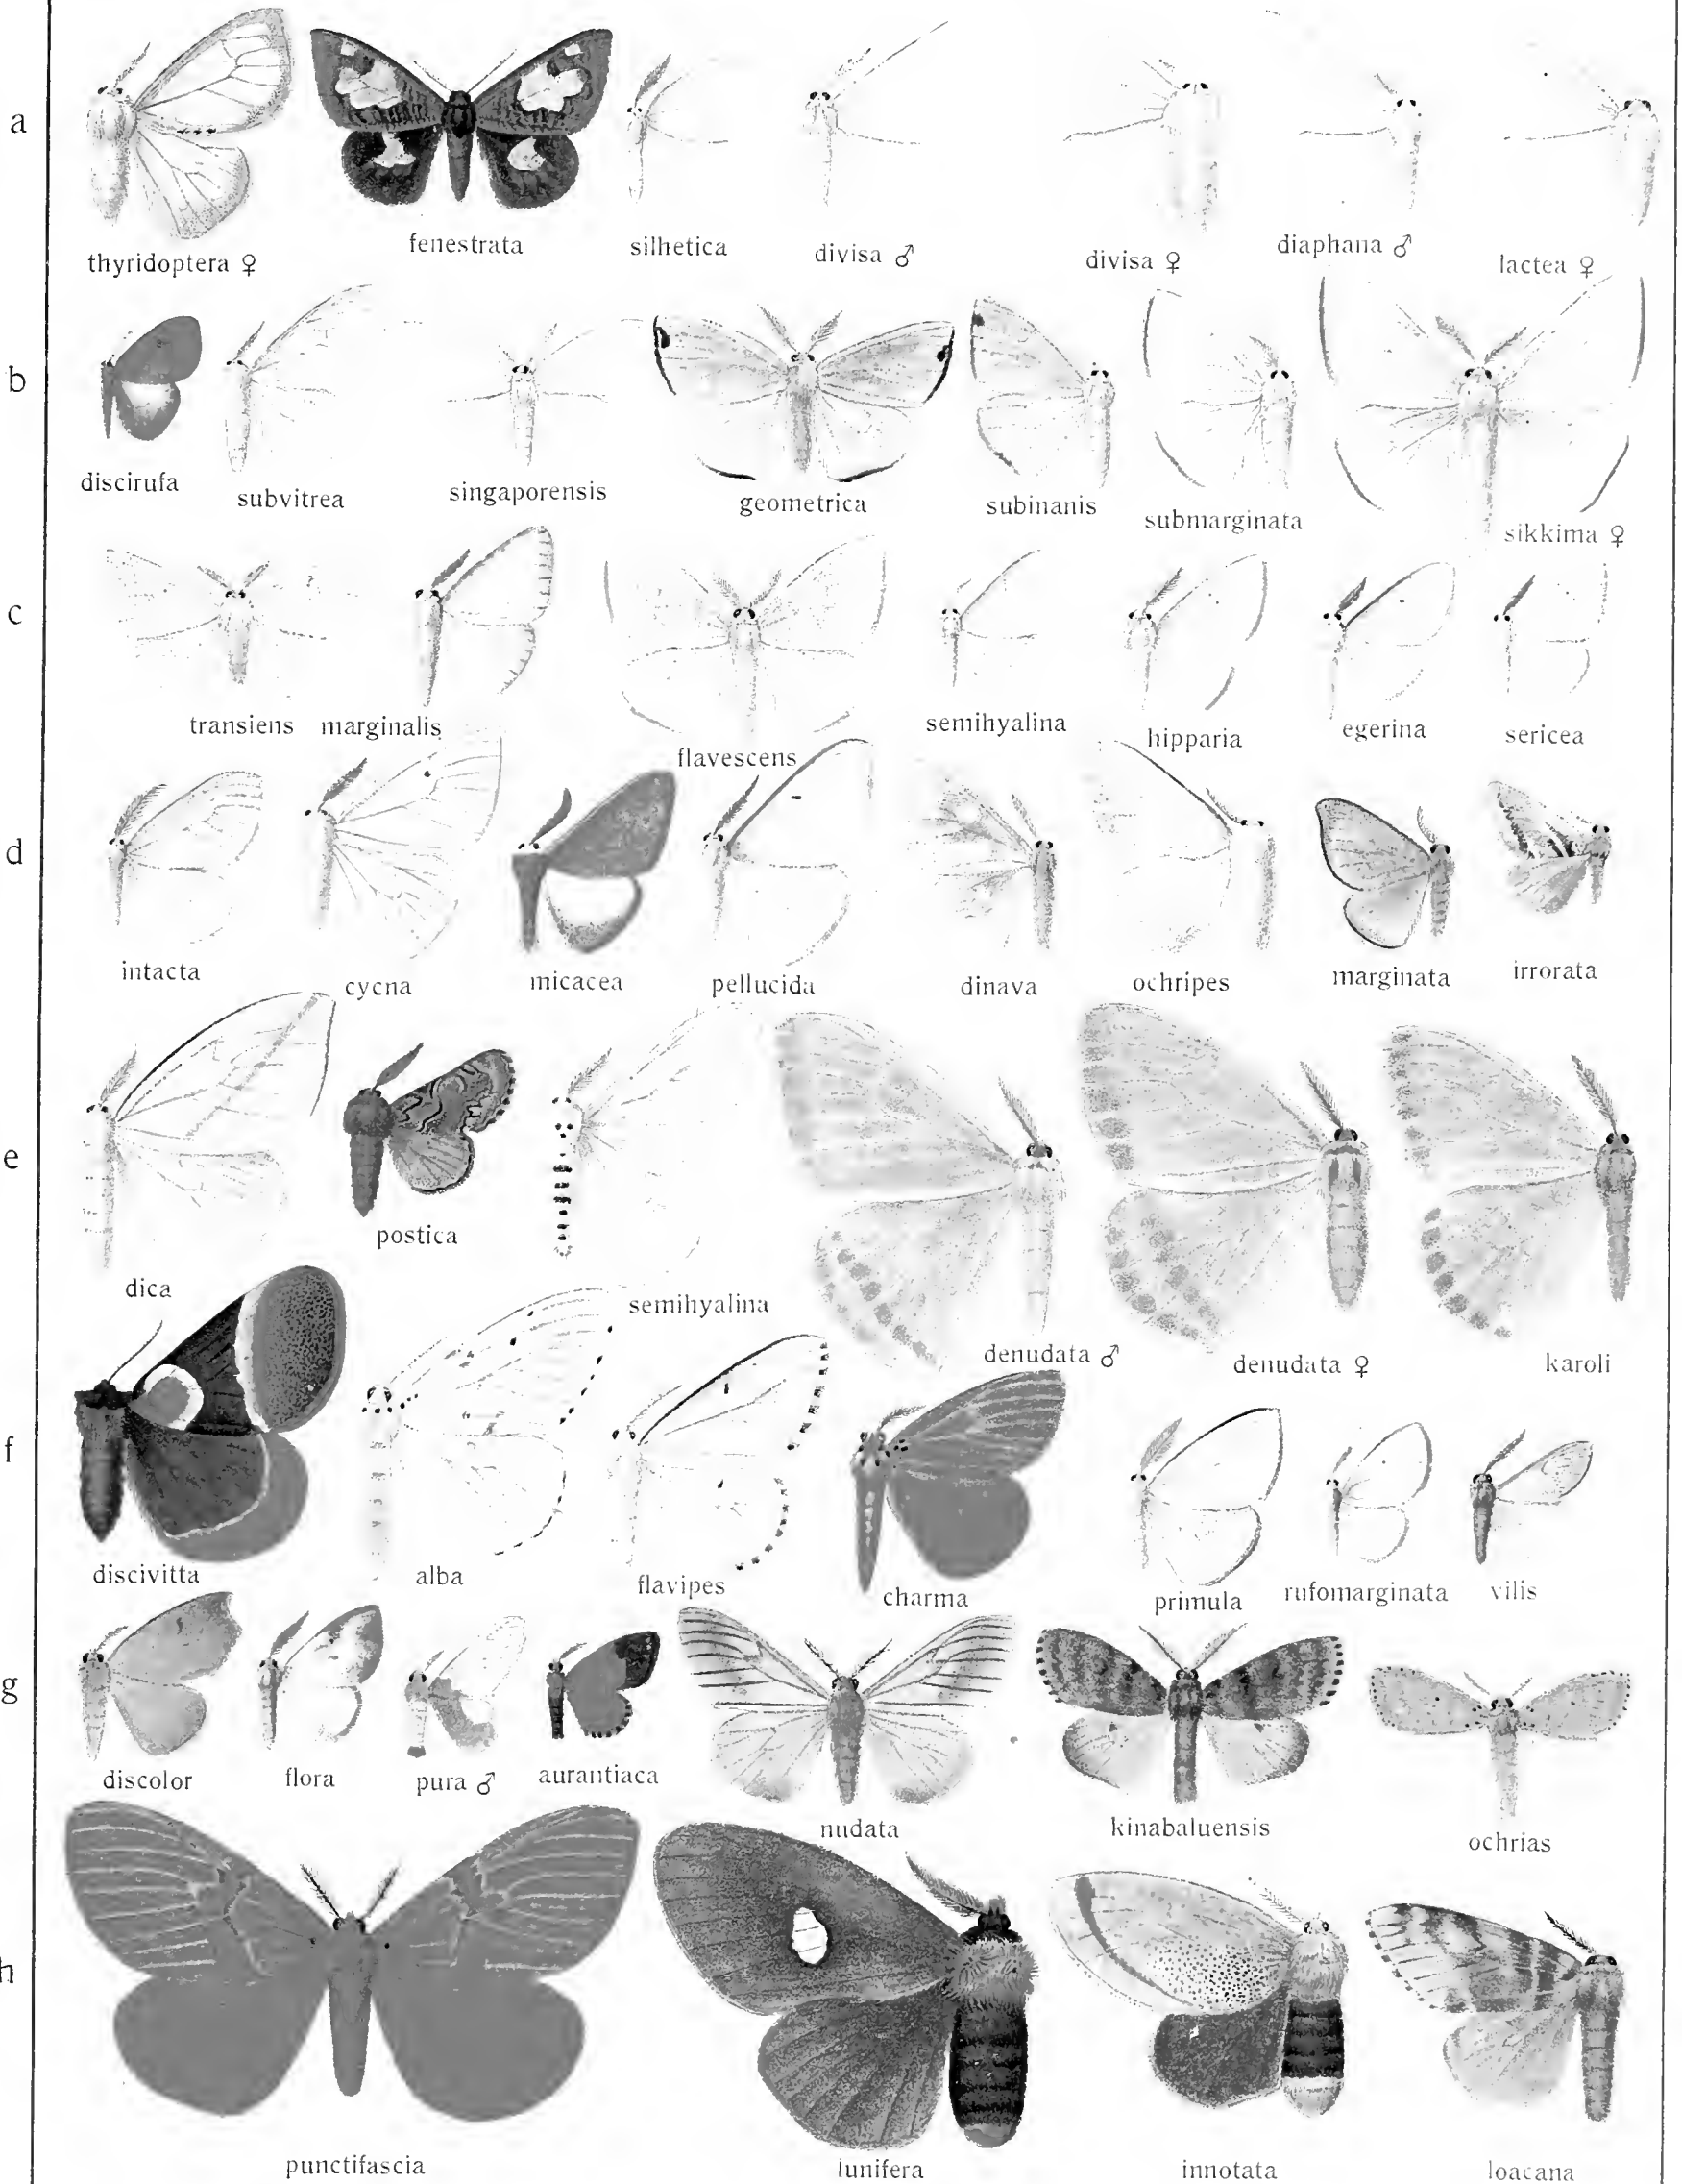 a
thyridoptera ♀
fenestrata
silhetica
divisa ♂
divisa ♀
diaphana ♂
lactea ♀
b
discirufa
subvitrea
singaporensis
geometrica
subinanis
submarginata
sikkima ♀
c
transiens
marginalis
flavescens
semihyalina
hipparia
egerina
sericea
d
intacta
cycna
micacea
pellucida
dinava
ochripes
marginata
irrorata
e
dica
postica
semihyalina
denudata ♂
denudata ♀
karoli
f
discivitta
alba
flavipes
charma
primula
rufomarginata
vilis
g
discolor
flora
pura ♂
aurantiaca
nudata
kinabaluensis
ochrias
h
punctifascia
lunifera
innotata
loacana